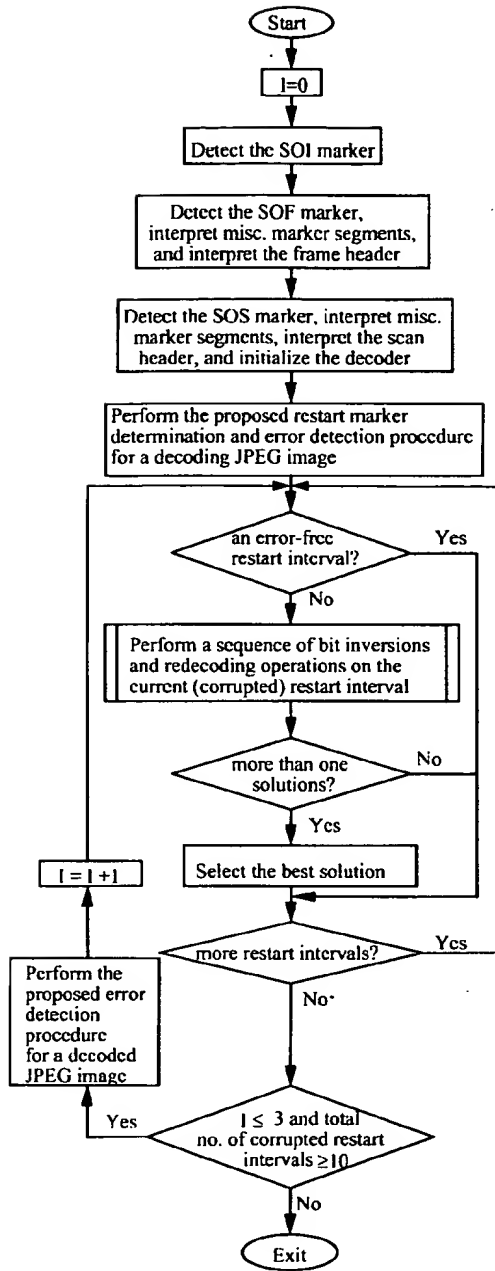 Start
I=0
Detect the SOI marker
Detect the SOF marker,
interpret misc. marker segments,
and interpret the frame header
Detect the SOS marker, interpret misc.
marker segments, interpret the scan
header, and initialize the decoder
Perform the proposed restart marker
determination and error detection procedure
for a decoding JPEG image
an error-free
restart interval?
Yes
No
Perform a sequence of bit inversions
and redecoding operations on the
current (corrupted) restart interval
more than one
solutions?
No
Yes
Select the best solution
I = I +1
more restart intervals?
Yes
No
Perform the
proposed error
detection
procedure
for a decoded
JPEG image
I ≤ 3 and total
no. of corrupted restart
intervals ≥10
Yes
No
Exit